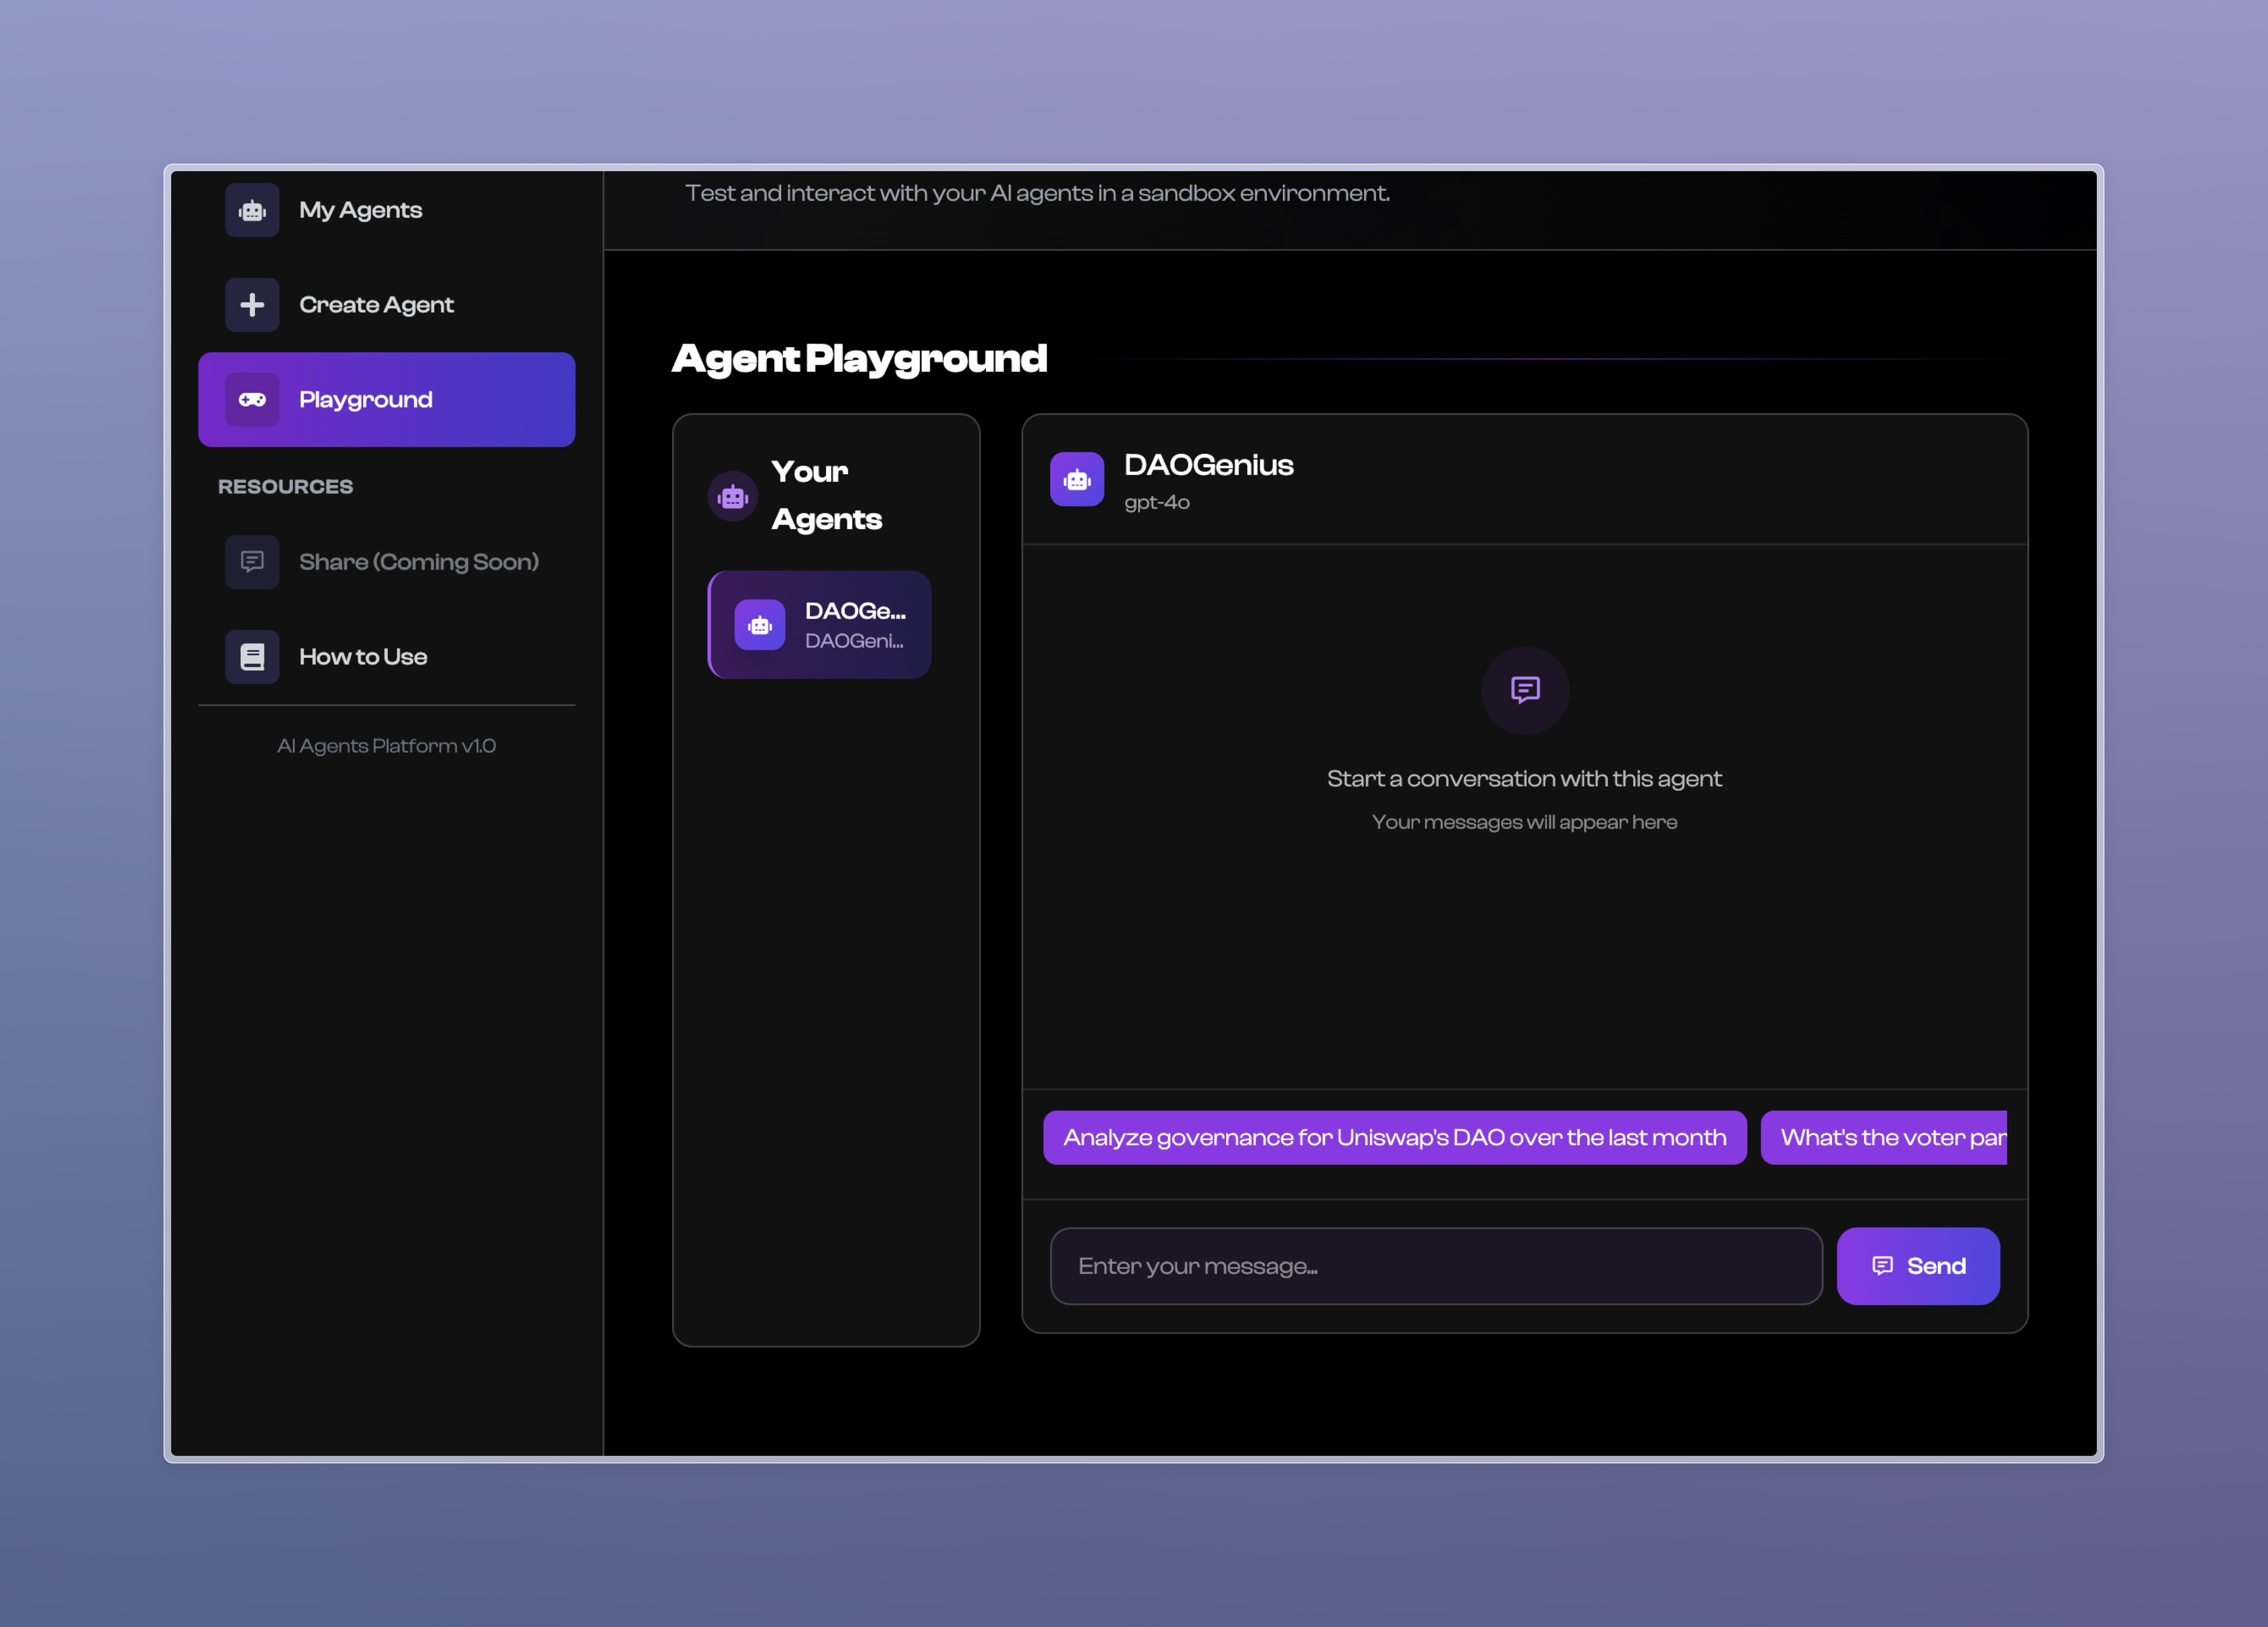 My Agents
Create Agent
Playground
RESOURCES
Share (Coming Soon)
How to Use
AI Agents Platform v1.0
Test and interact with your AI agents in a sandbox environment.
Agent Playground
Your
Agents
DAOGe...
DAOGeni...
DAOGenius
gpt-4o
Start a conversation with this agent
Your messages will appear here
Analyze governance for Uniswap's DAO over the last month
What's the voter par
Enter your message...
Send